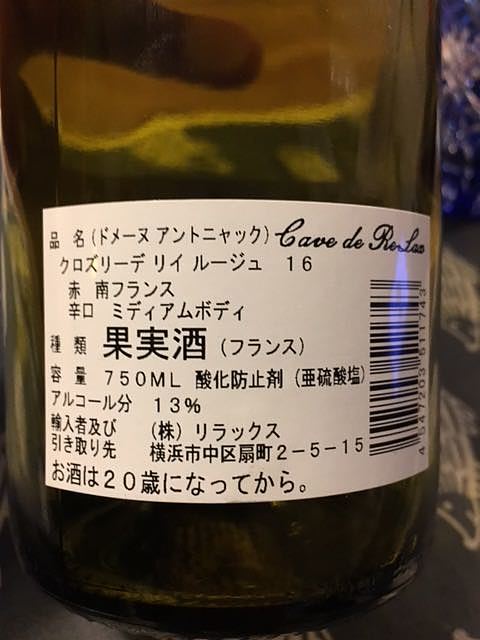 品 名(ドメーヌ アントニャック) Cave de Re-Lax
クロズリーデ リイ ルージュ 16
赤 南フランス
辛口 ミディアムボディ
種 類 果実酒(フランス)
容 量 750ML 酸化防止剤(亜硫酸塩)
アルコール分 13%
輸入者及び (株)リラックス
引き取り先 横浜市中区扇町2-5-15
お酒は20歳になってから。
4 547203 511743